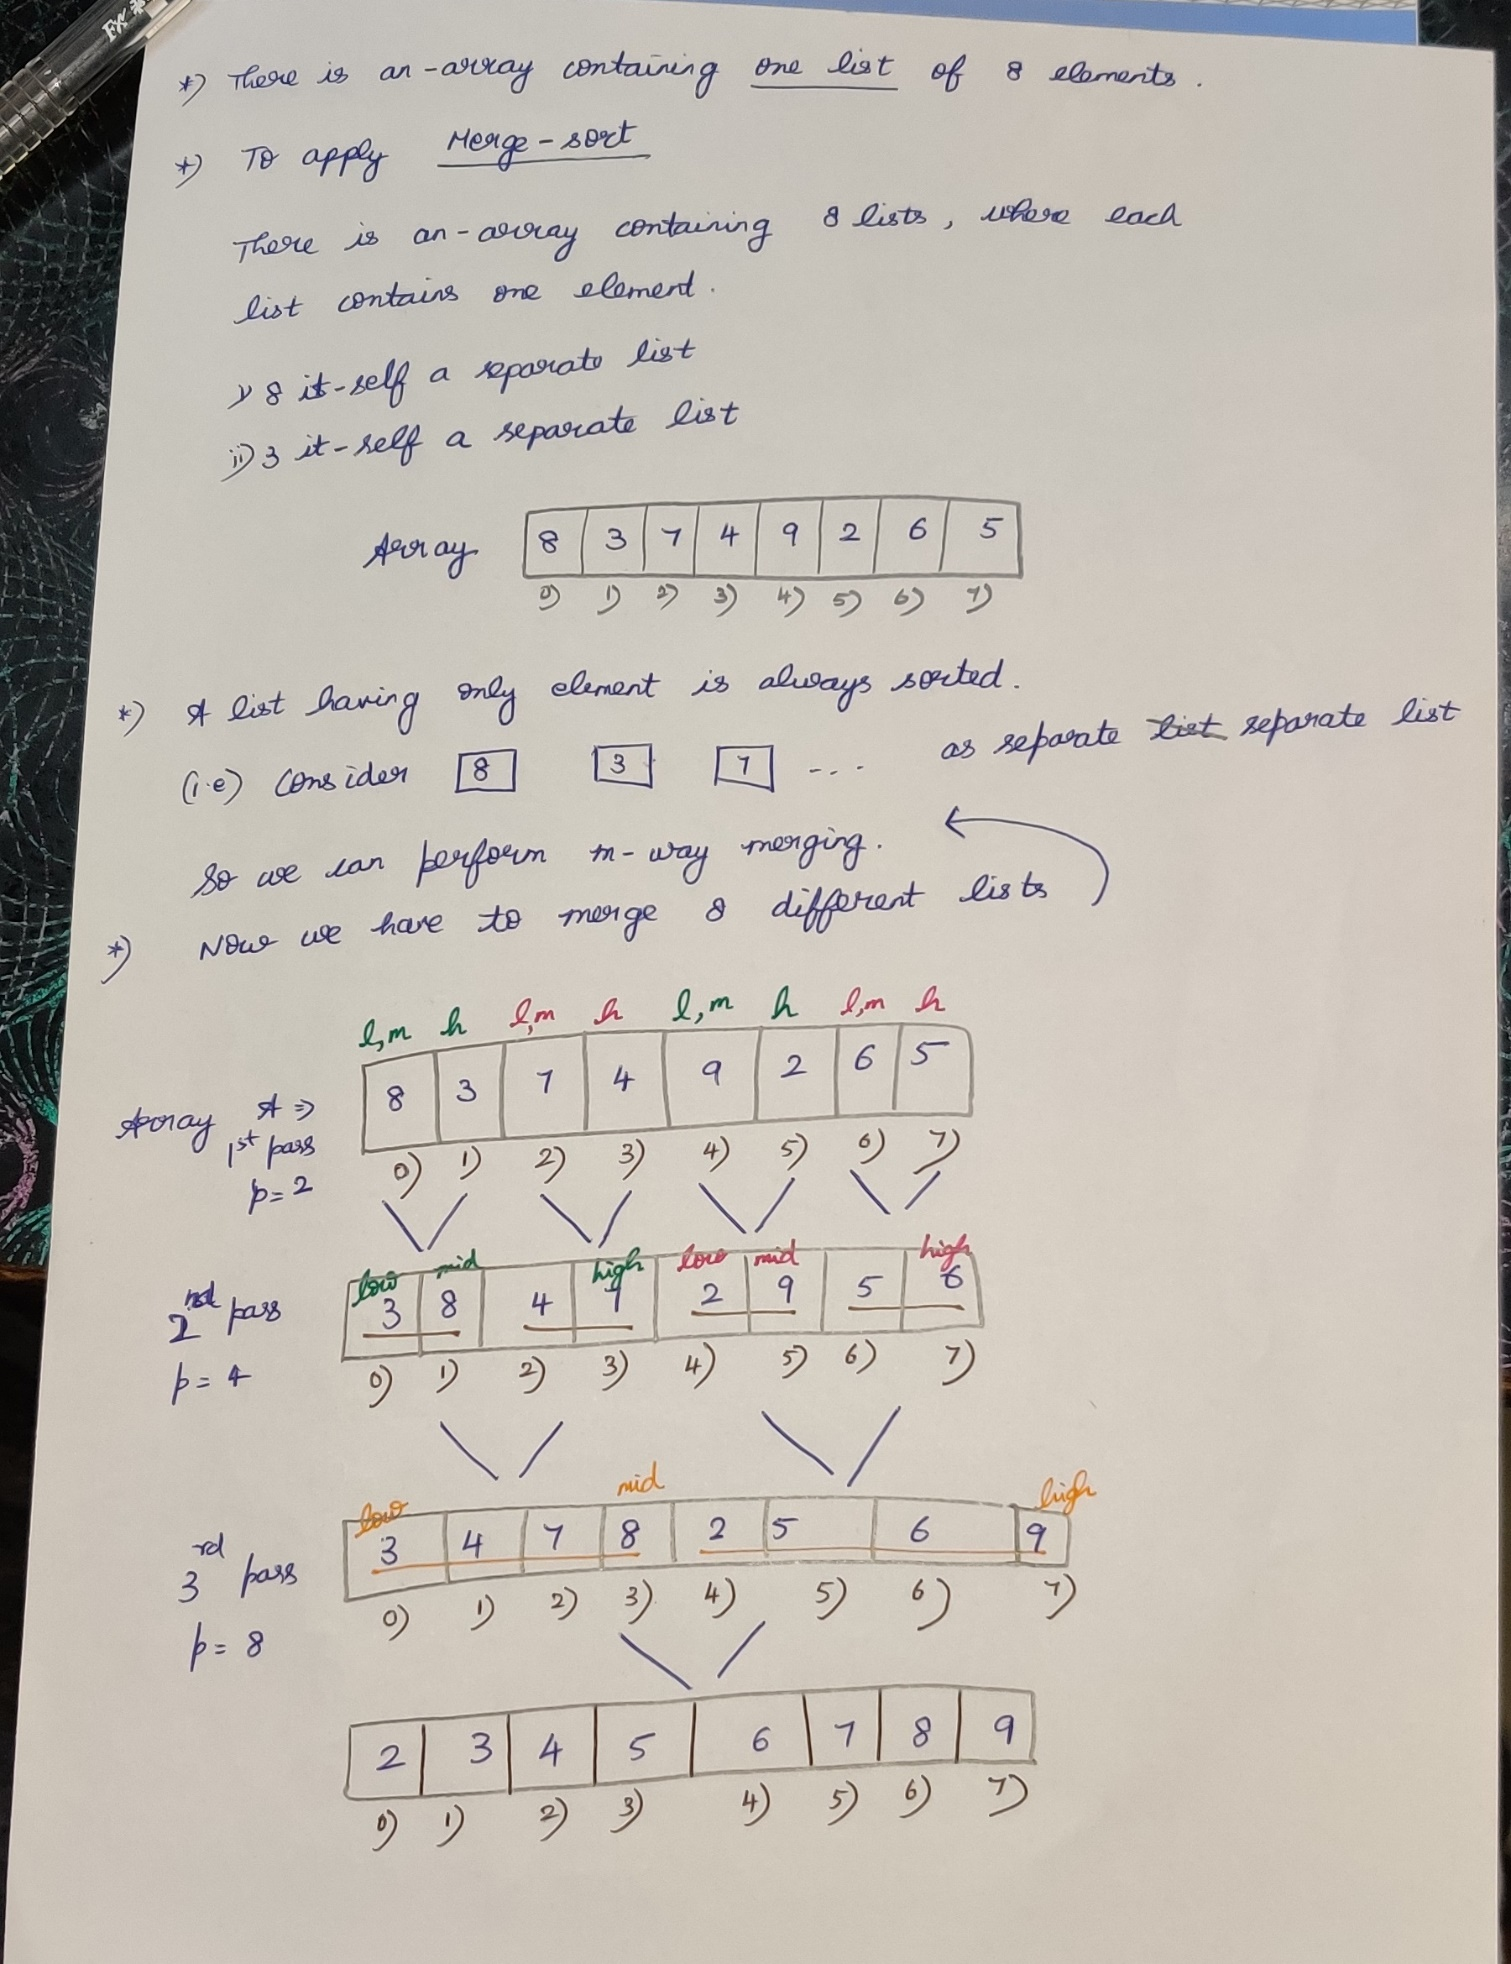 *) There is an-array containing one list of 8 elements.
*) To apply Merge-sort
There is an-array containing 8 lists, where each
list contains one element.
i) 8 it-self a separate list
ii) 3 it-self a separate list
Array 8 3 7 4 9 2 6 5
0) 1) 2) 3) 4) 5) 6) 7)
*) A list having only element is always sorted.
(i.e) Consider 8 3 7 ... as separate list separate list
So we can perform m-way merging.
*) Now we have to merge 8 different lists
l,m h l,m h l,m h l,m h
Array A => 8 3 7 4 9 2 6 5
1st pass 0) 1) 2) 3) 4) 5) 6) 7)
p=2
low mid high low mid high
2nd pass 3 8 4 7 2 9 5 6
p=4 0) 1) 2) 3) 4) 5) 6) 7)
low mid high
3rd pass 3 4 7 8 2 5 6 9
0) 1) 2) 3) 4) 5) 6) 7)
p=8
2 3 4 5 6 7 8 9
0) 1) 2) 3) 4) 5) 6) 7)